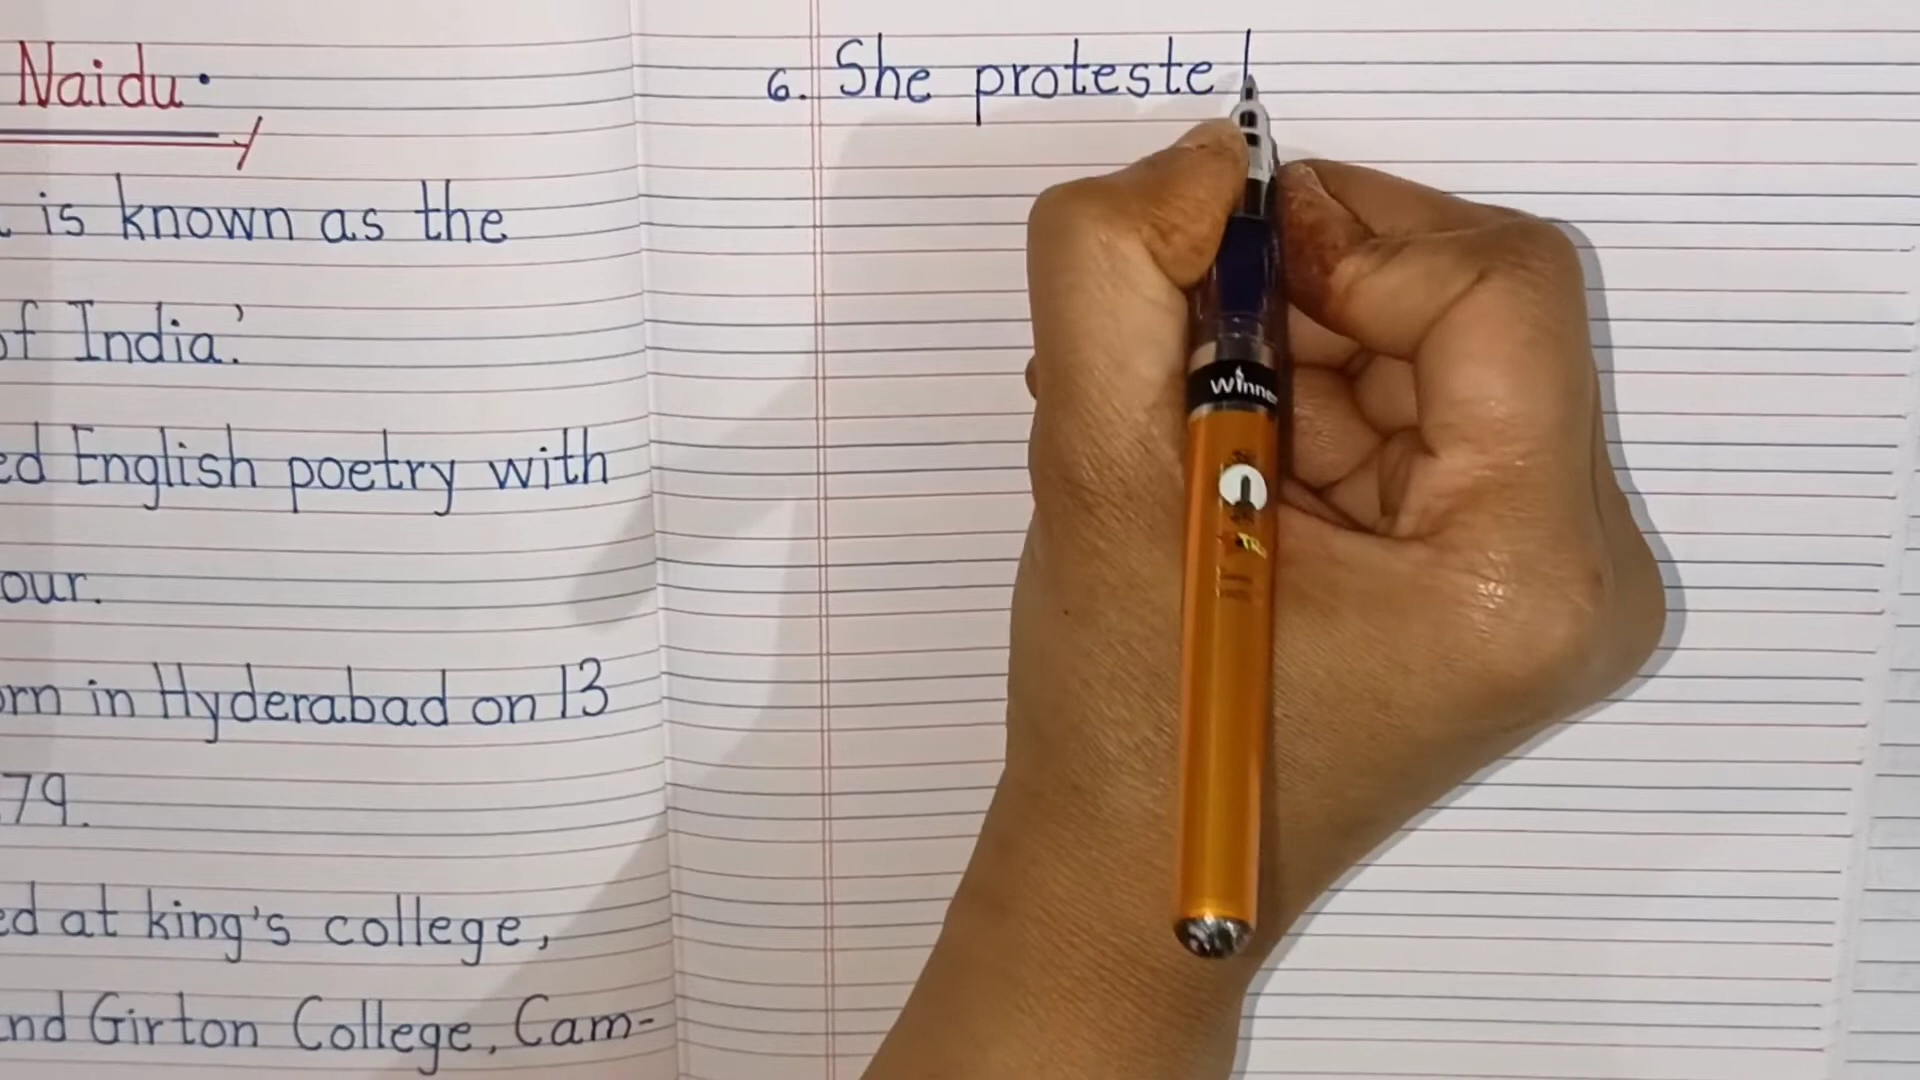 Naidu.
is known as the
of India.'
ed English poetry with
our.
orn in Hyderabad on 13
79.
ed at king's college,
and Girton College, Cam-
6. She proteste
Winner